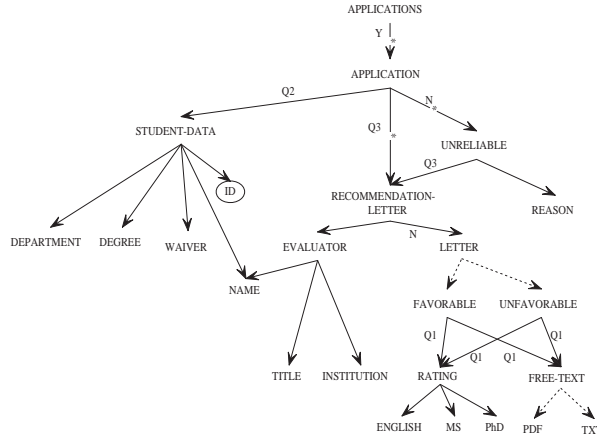 APPLICATIONS
Y
*
APPLICATION
Q2
N
*
Q3
*
STUDENT-DATA
UNRELIABLE
Q3
ID
RECOMMENDATION-
LETTER
REASON
N
DEPARTMENT DEGREE WAIVER EVALUATOR LETTER
NAME
FAVORABLE UNFAVORABLE
Q1 Q1
Q1 Q1
TITLE INSTITUTION RATING FREE-TEXT
ENGLISH MS PhD PDF TX